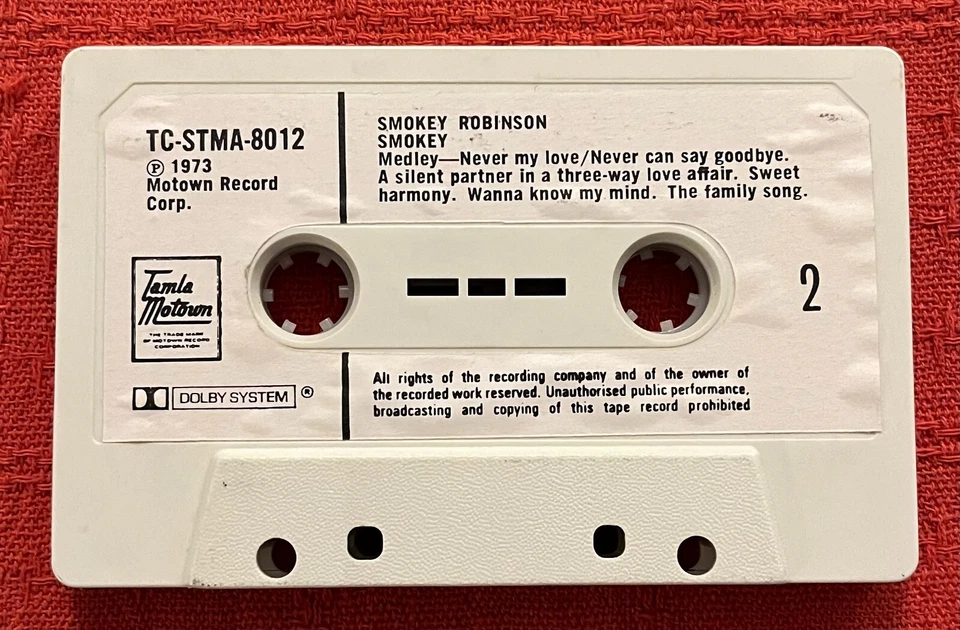 TC-STMA-8012
℗ 1973
Motown Record
Corp.
SMOKEY ROBINSON
SMOKEY
Medley—Never my love/Never can say goodbye.
A silent partner in a three-way love affair. Sweet
harmony. Wanna know my mind. The family song.
2
Tamla
Motown
THE TRADE MARK
OF MOTOWN RECORD
CORPORATION
DOLBY SYSTEM ®
All rights of the recording company and of the owner of
the recorded work reserved. Unauthorised public performance,
broadcasting and copying of this tape record prohibited